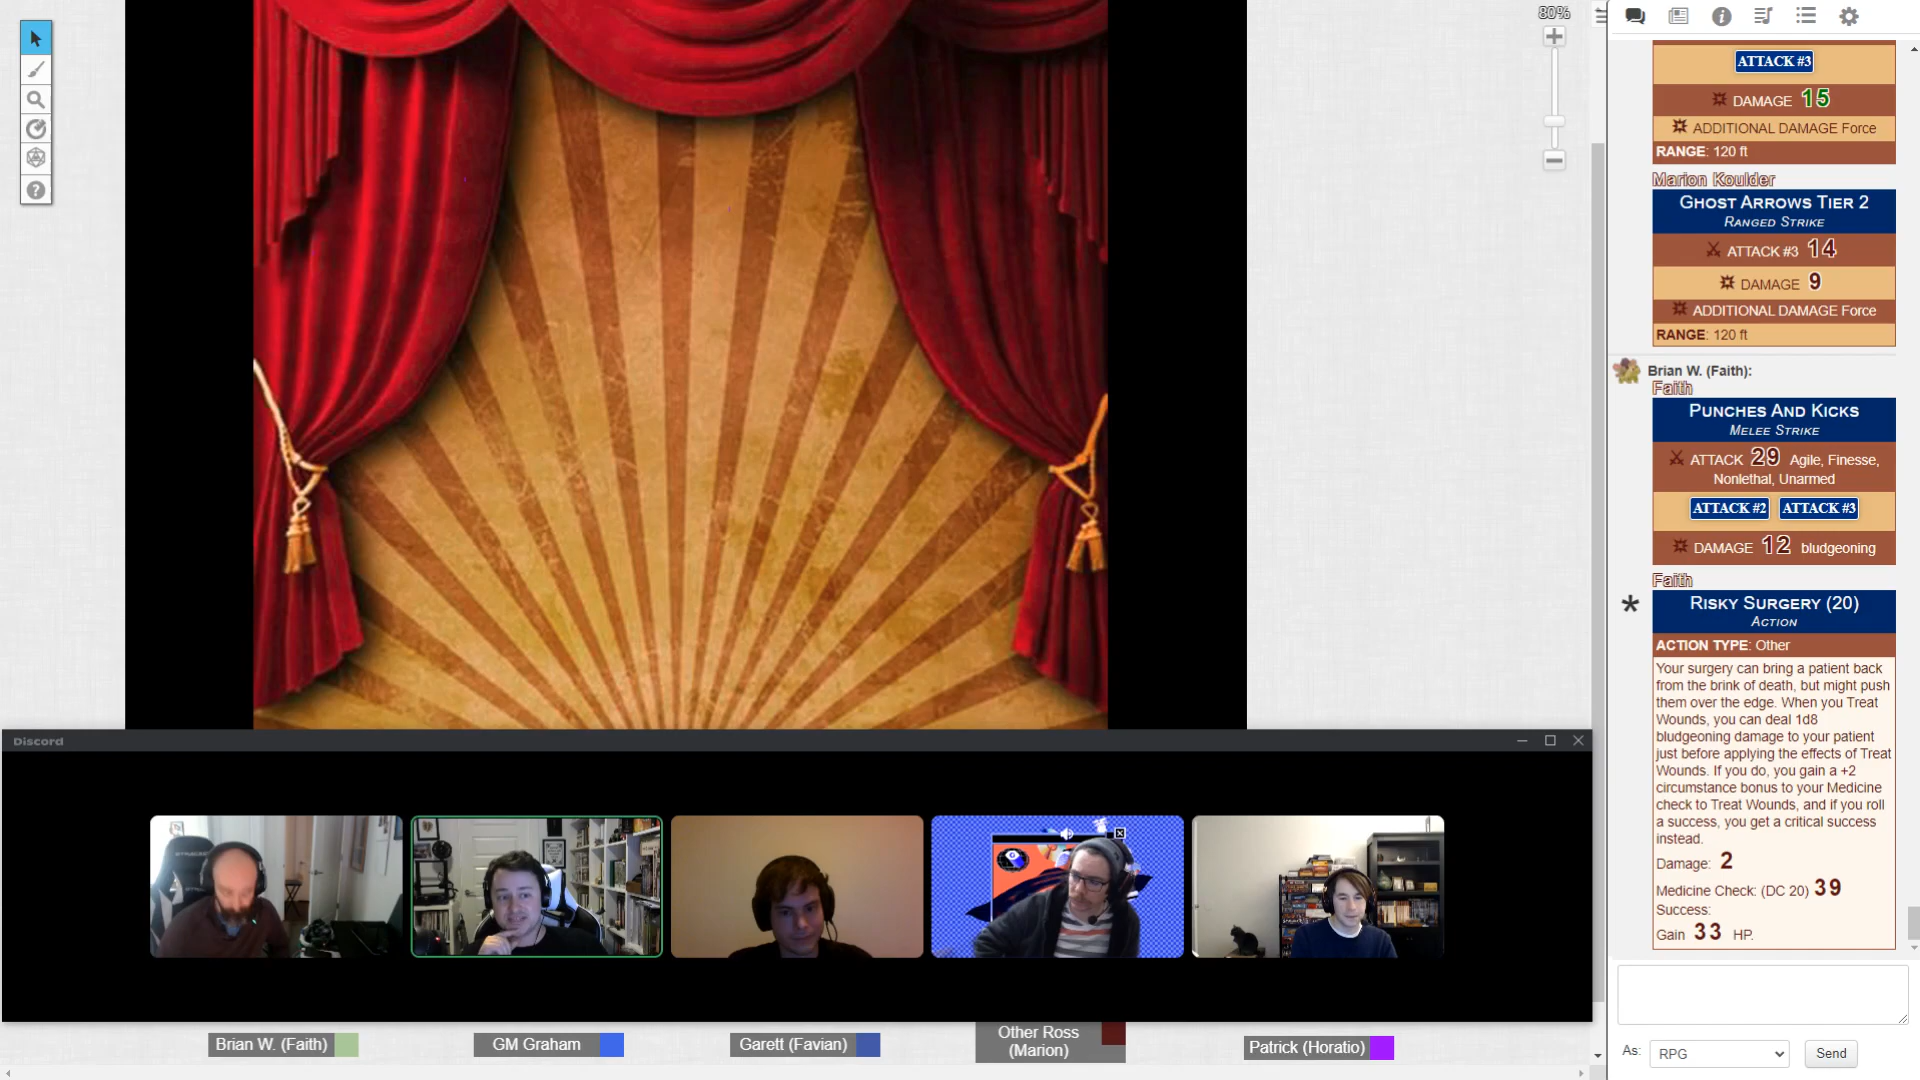 80%
ATTACK #3
DAMAGE 15
ADDITIONAL DAMAGE Force
RANGE: 120 ft
Marion Koulder
GHOST ARROWS TIER 2
RANGED STRIKE
ATTACK #3 14
DAMAGE 9
ADDITIONAL DAMAGE Force
RANGE: 120 ft
Brian W. (Faith):
Faith
PUNCHES AND KICKS
MELEE STRIKE
ATTACK 29 Agile, Finesse,
Nonlethal, Unarmed
ATTACK #2 ATTACK #3
DAMAGE 12 bludgeoning
Faith
*
RISKY SURGERY (20)
ACTION
ACTION TYPE: Other
Your surgery can bring a patient back
from the brink of death, but might push
them over the edge. When you Treat
Wounds, you can deal 1d8
bludgeoning damage to your patient
just before applying the effects of Treat
Wounds. If you do, you gain a +2
circumstance bonus to your Medicine
check to Treat Wounds, and if you roll
a success, you get a critical success
instead.
Damage: 2
Medicine Check: (DC 20) 39
Success:
Gain 33 HP.
As: RPG Send
Discord
Brian W. (Faith)
GM Graham
Garett (Favian)
Other Ross
(Marion)
Patrick (Horatio)